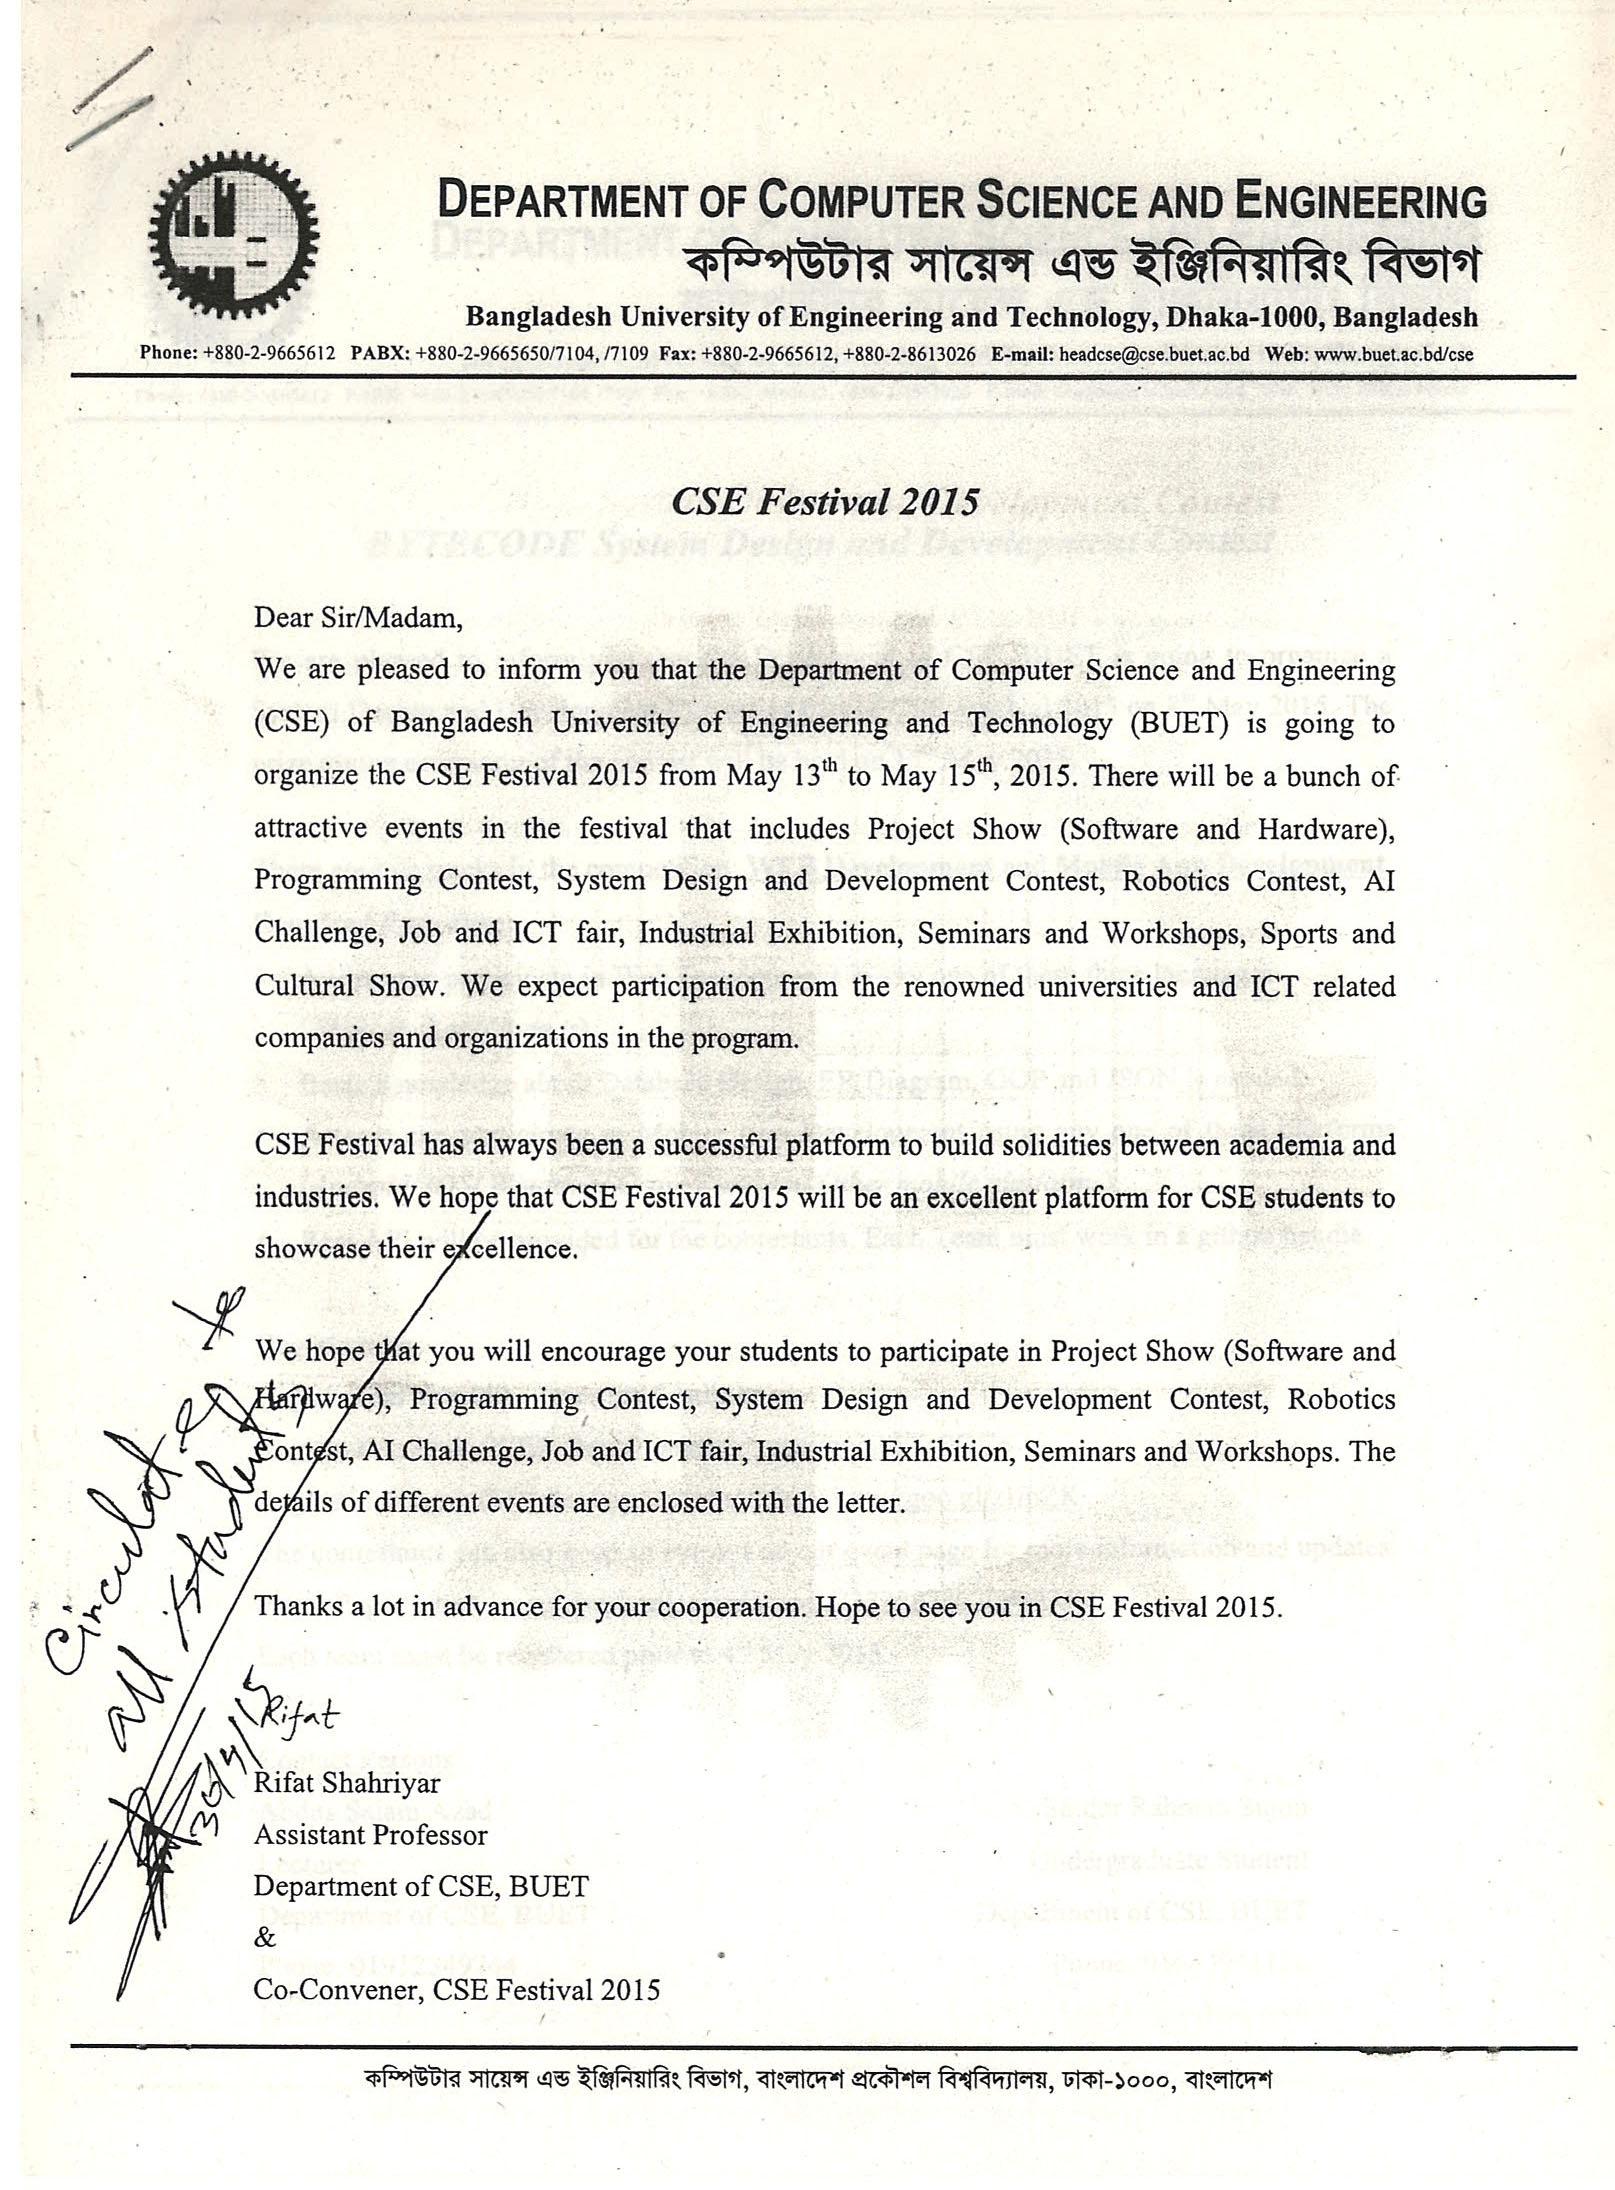 DEPARTMENT OF COMPUTER SCIENCE AND ENGINEERING
কম্পিউটার সায়েন্স এন্ড ইঞ্জিনিয়ারিং বিভাগ
Bangladesh University of Engineering and Technology, Dhaka-1000, Bangladesh
Phone: +880-2-9665612 PABX: +880-2-9665650/7104, /7109 Fax: +880-2-9665612, +880-2-8613026 E-mail: headcse@cse.buet.ac.bd Web: www.buet.ac.bd/cse
CSE Festival 2015
BYTECODE System Design and Development Contest
Dear Sir/Madam,
We are pleased to inform you that the Department of Computer Science and Engineering
(CSE) of Bangladesh University of Engineering and Technology (BUET) is going to
organize the CSE Festival 2015 from May 13th to May 15th, 2015. There will be a bunch of
attractive events in the festival that includes Project Show (Software and Hardware),
Programming Contest, System Design and Development Contest, Robotics Contest, AI
Challenge, Job and ICT fair, Industrial Exhibition, Seminars and Workshops, Sports and
Cultural Show. We expect participation from the renowned universities and ICT related
companies and organizations in the program.
CSE Festival has always been a successful platform to build solidities between academia and
industries. We hope that CSE Festival 2015 will be an excellent platform for CSE students to
showcase their excellence.
We hope that you will encourage your students to participate in Project Show (Software and
Hardware), Programming Contest, System Design and Development Contest, Robotics
Contest, AI Challenge, Job and ICT fair, Industrial Exhibition, Seminars and Workshops. The
details of different events are enclosed with the letter.
Thanks a lot in advance for your cooperation. Hope to see you in CSE Festival 2015.
Circulate to
all students
30/4/15
Rifat
Rifat Shahriyar
Assistant Professor
Department of CSE, BUET
&
Co-Convener, CSE Festival 2015
কম্পিউটার সায়েন্স এন্ড ইঞ্জিনিয়ারিং বিভাগ, বাংলাদেশ প্রকৌশল বিশ্ববিদ্যালয়, ঢাকা-১০০০, বাংলাদেশ